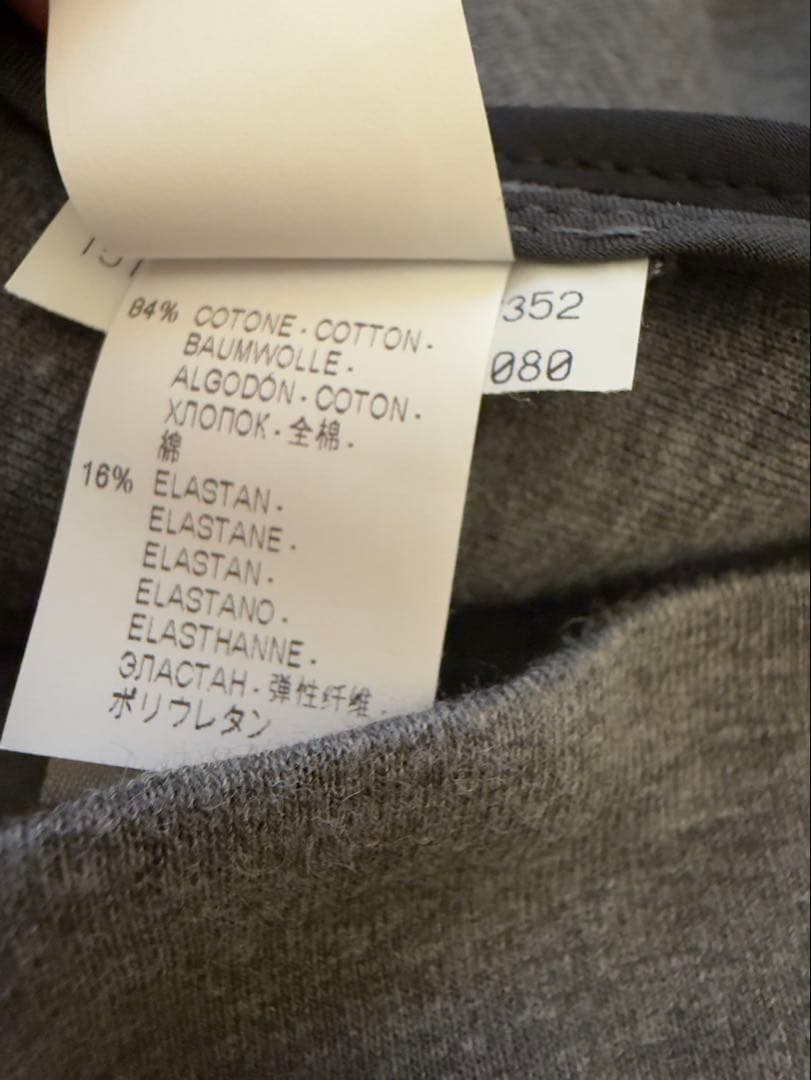 84% COTONE - COTTON -
BAUMWOLLE -
ALGODÓN - COTON -
ХЛОПОК - 全棉 -
綿
16% ELASTAN -
ELASTANE -
ELASTAN -
ELASTANO -
ELASTHANNE -
ЭЛАСТАН - 弹性纤维 -
ポリウレタン
352
080